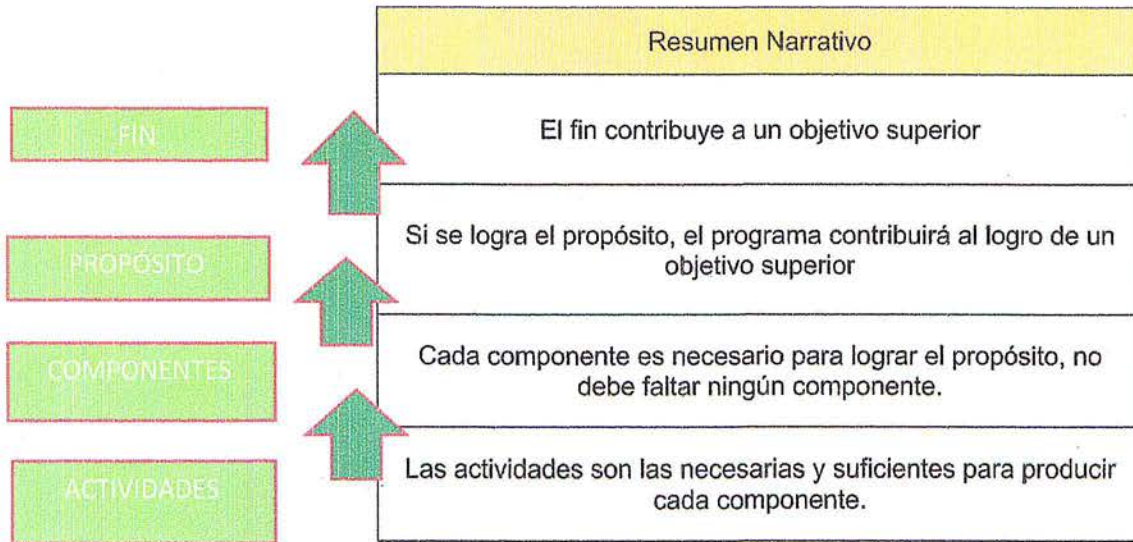 Resumen Narrativo
FIN
El fin contribuye a un objetivo superior
PROPÓSITO
Si se logra el propósito, el programa contribuirá al logro de un
objetivo superior
COMPONENTES
Cada componente es necesario para lograr el propósito, no
debe faltar ningún componente.
ACTIVIDADES
Las actividades son las necesarias y suficientes para producir
cada componente.